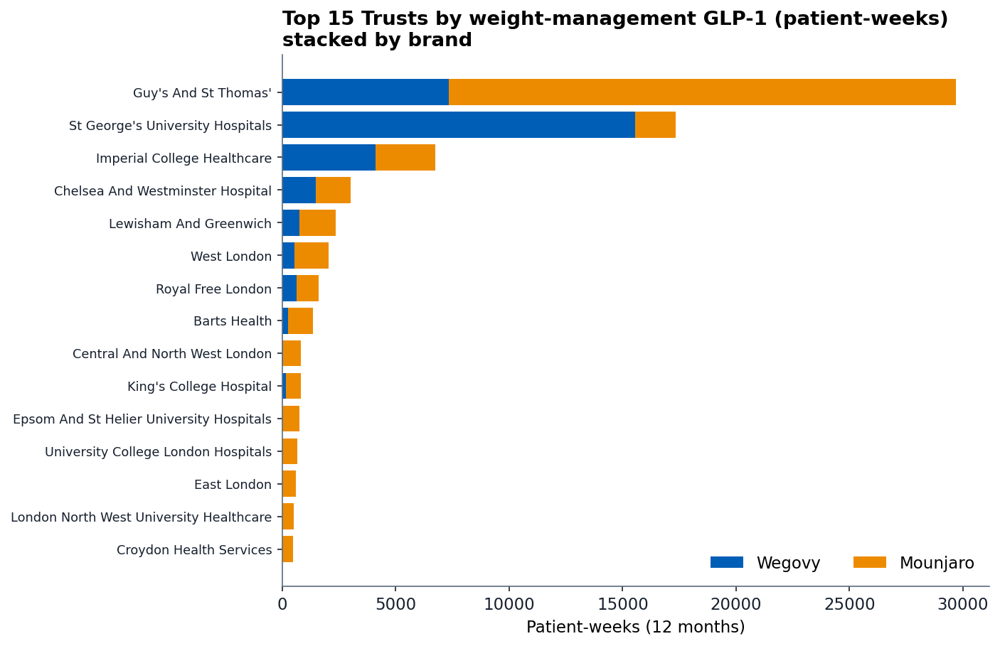 Top 15 Trusts by weight-management GLP-1 (patient-weeks)
stacked by brand
Guy's And St Thomas'
St George's University Hospitals
Imperial College Healthcare
Chelsea And Westminster Hospital
Lewisham And Greenwich
West London
Royal Free London
Barts Health
Central And North West London
King's College Hospital
Epsom And St Helier University Hospitals
University College London Hospitals
East London
London North West University Healthcare
Croydon Health Services
Wegovy Mounjaro
0 5000 10000 15000 20000 25000 30000
Patient-weeks (12 months)